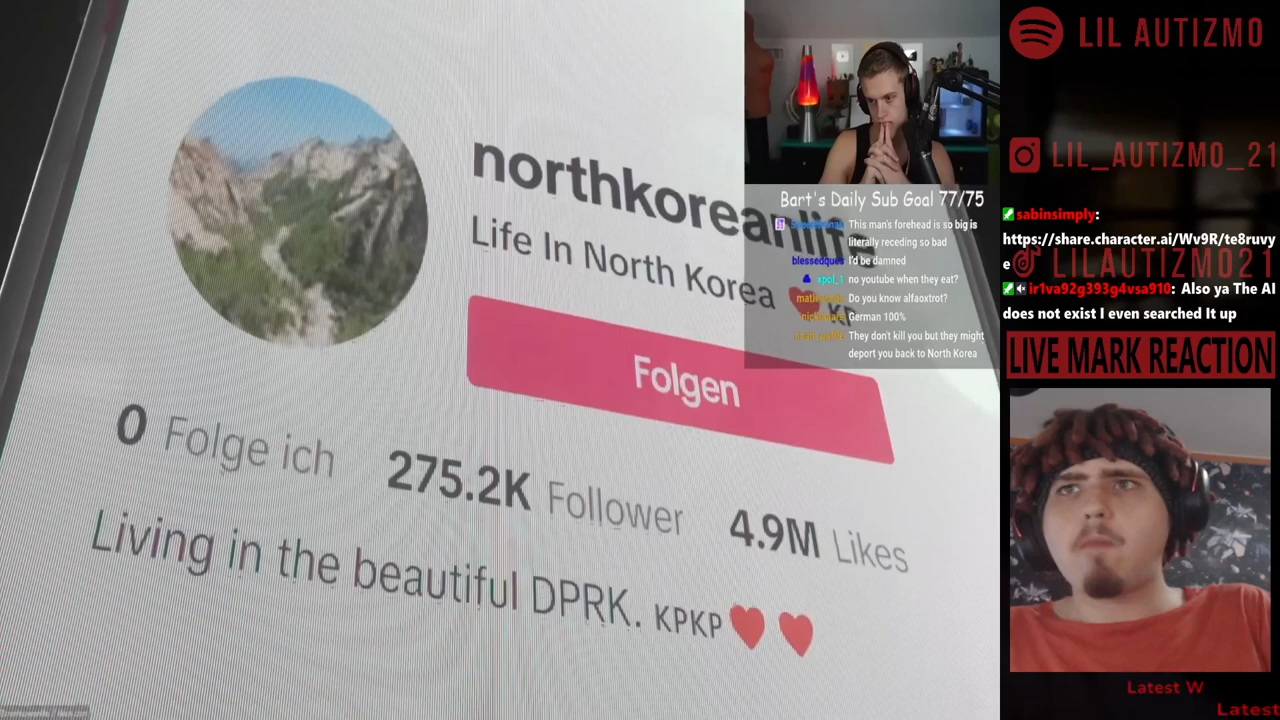 northkoreanlife
Life In North Korea ❤️ KP
Folgen
0 Folge ich 275.2K Follower 4.9M Likes
Living in the beautiful DPRK. KPKP❤️❤️
Bart's Daily Sub Goal 77/75
This man's forehead is so big is
literally receding so bad
I'd be damned
xpol_1 no youtube when they eat?
Do you know alfaoxtrot?
German 100%
They don't kill you but they might
deport you back to North Korea
LIL AUTIZMO
LIL_AUTIZMO_21
sabinsimply:
https://share.character.ai/Wv9R/te8ruvy
e
LILAUTIZMO21
ir1va92g393g4vsa910: Also ya The AI
does not exist I even searched It up
LIVE MARK REACTION
Latest W
Latest